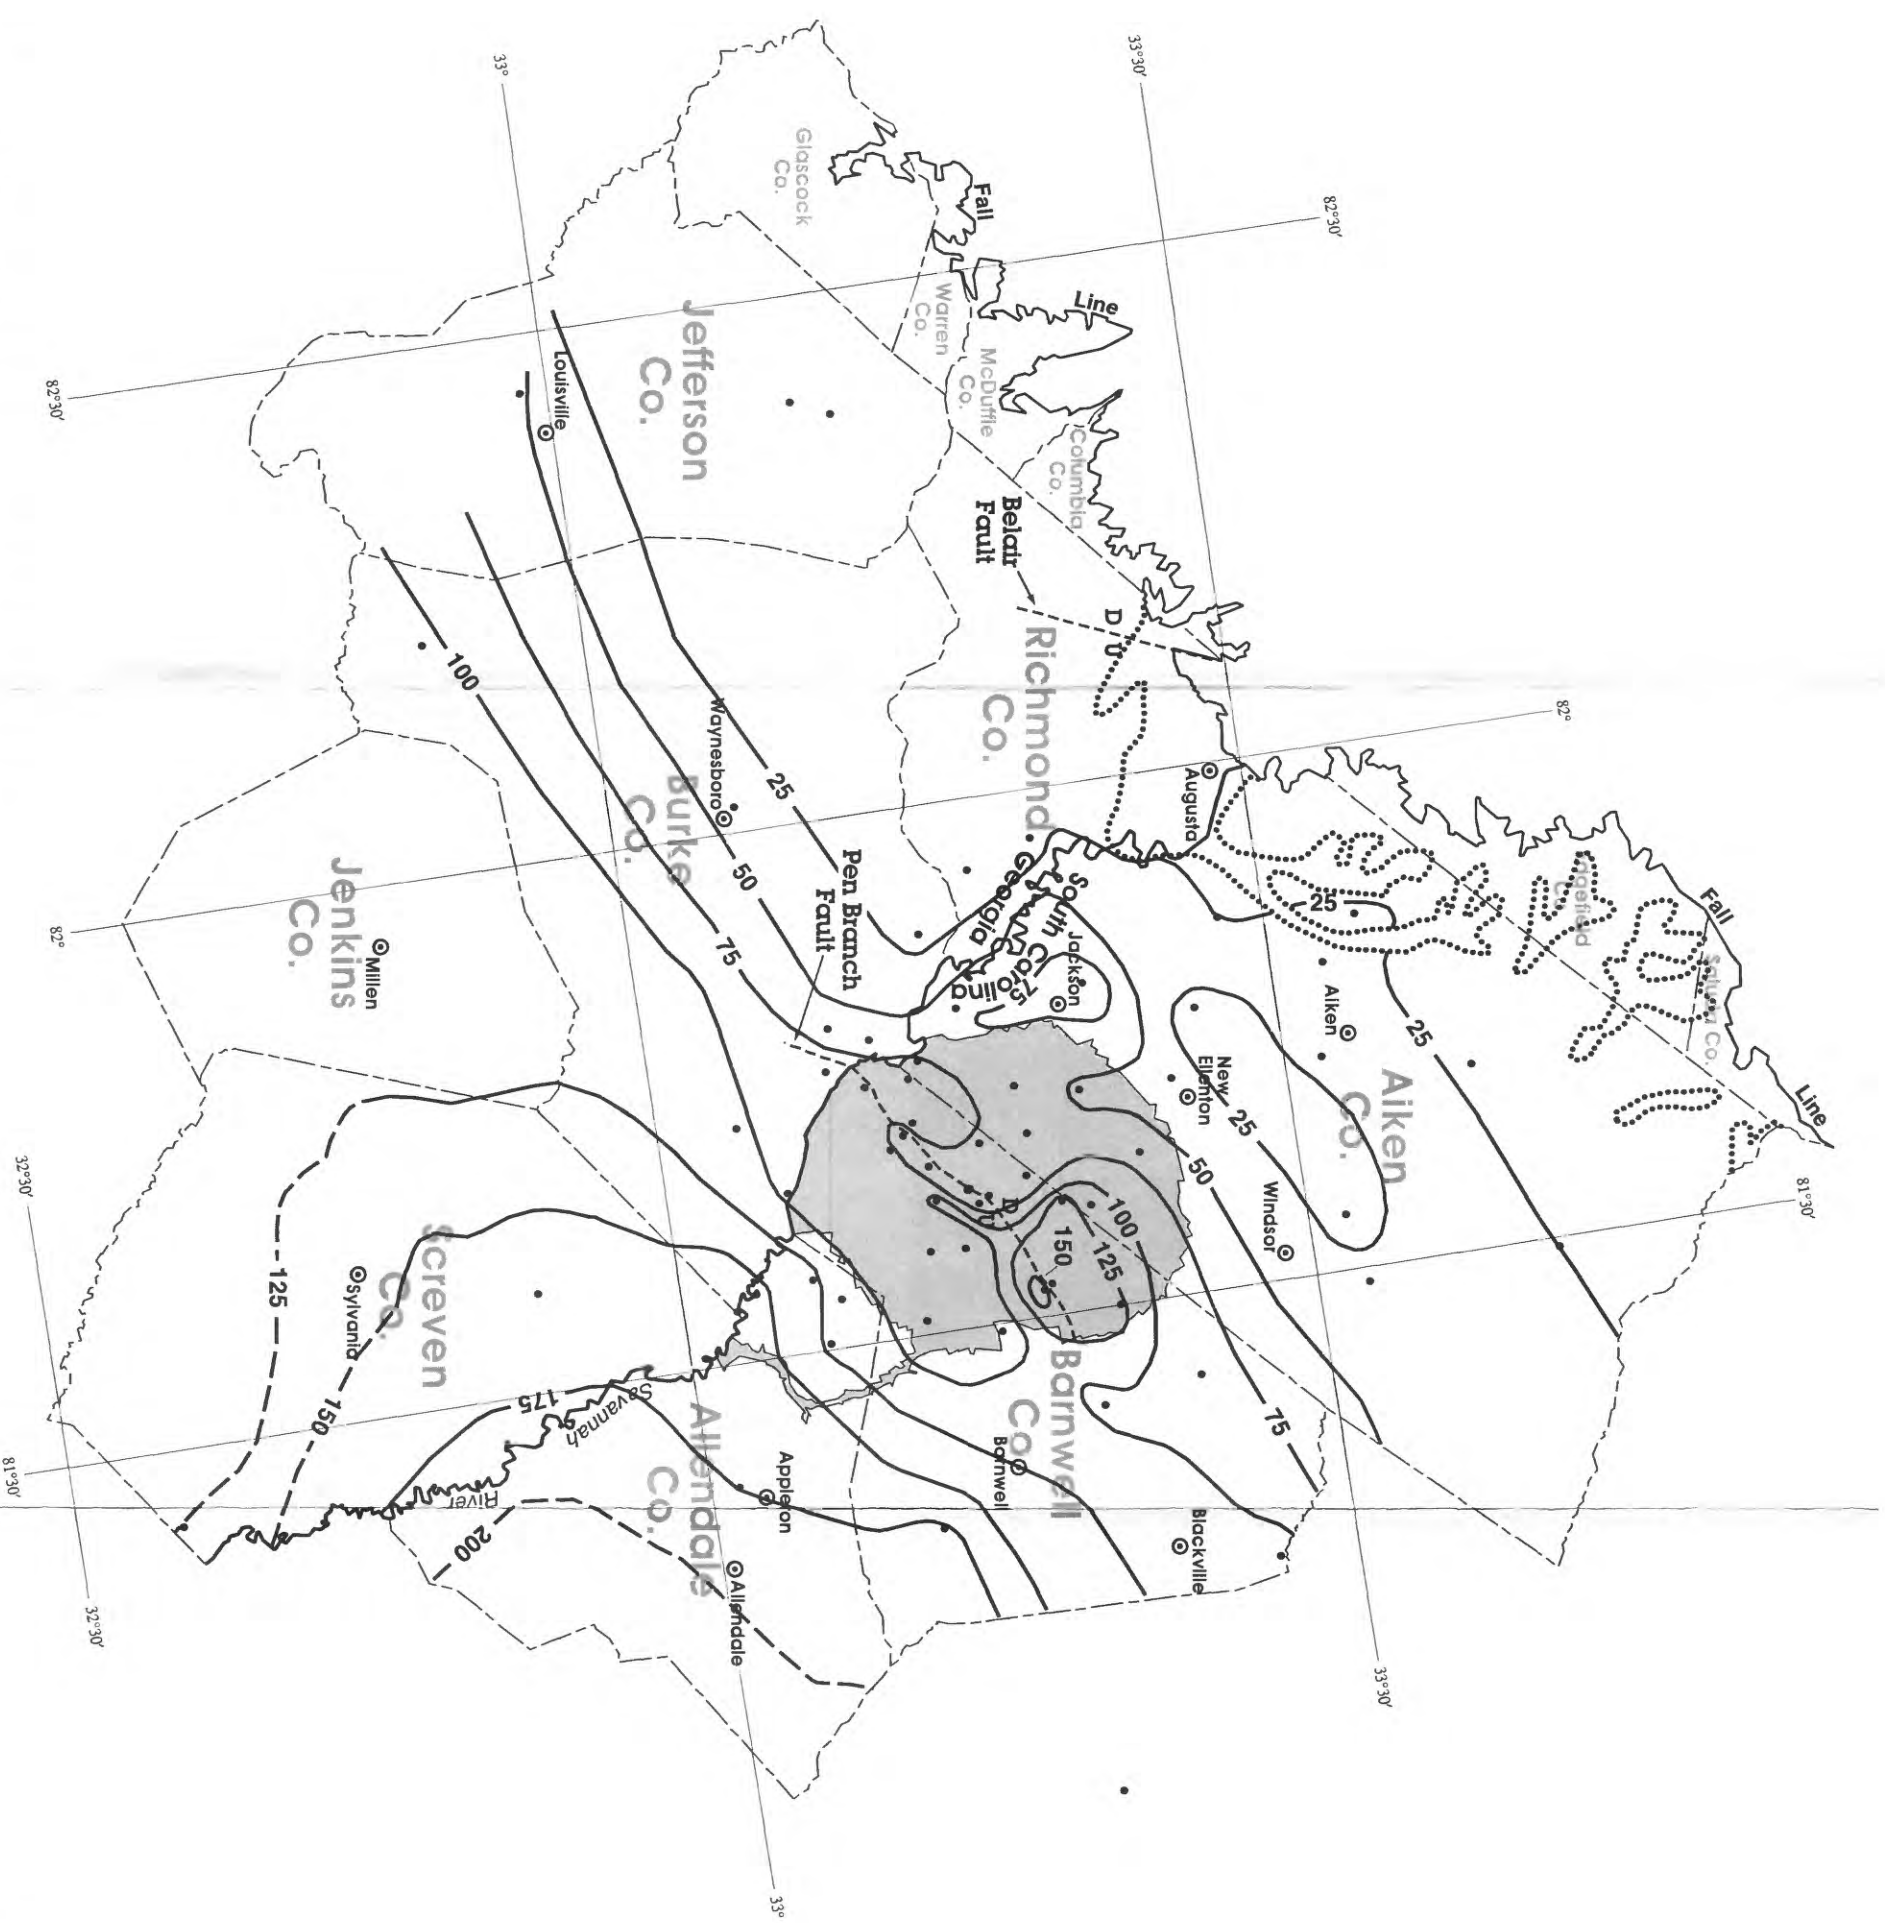 33°
33°30'
82°30'
Glascock
Co.
Fall
Line
Warren
Co.
McDuffie
Co.
Columbia
Co.
Jefferson
Co.
Louisville
82°30'
Belair
Fault
D
U
Richmond
Co.
82°
Augusta
Edgefield
Co.
Saluda Co.
Fall
Line
25
25
Aiken
Aiken
Co.
81°30'
100
Waynesboro
25
Burke
Co.
50
75
Pen Branch
Fault
Georgia
South Carolina
Jackson
75
New
Ellenton
25
50
Windsor
Jenkins
Co.
Millen
82°
D
100
125
150
Barnwell
Co.
75
Barnwell
Blackville
32°30'
125
Screven
Co.
Sylvania
150
175
Savannah
River
Allendale
Co.
Appleton
200
Allendale
81°30'
32°30'
33°30'
33°